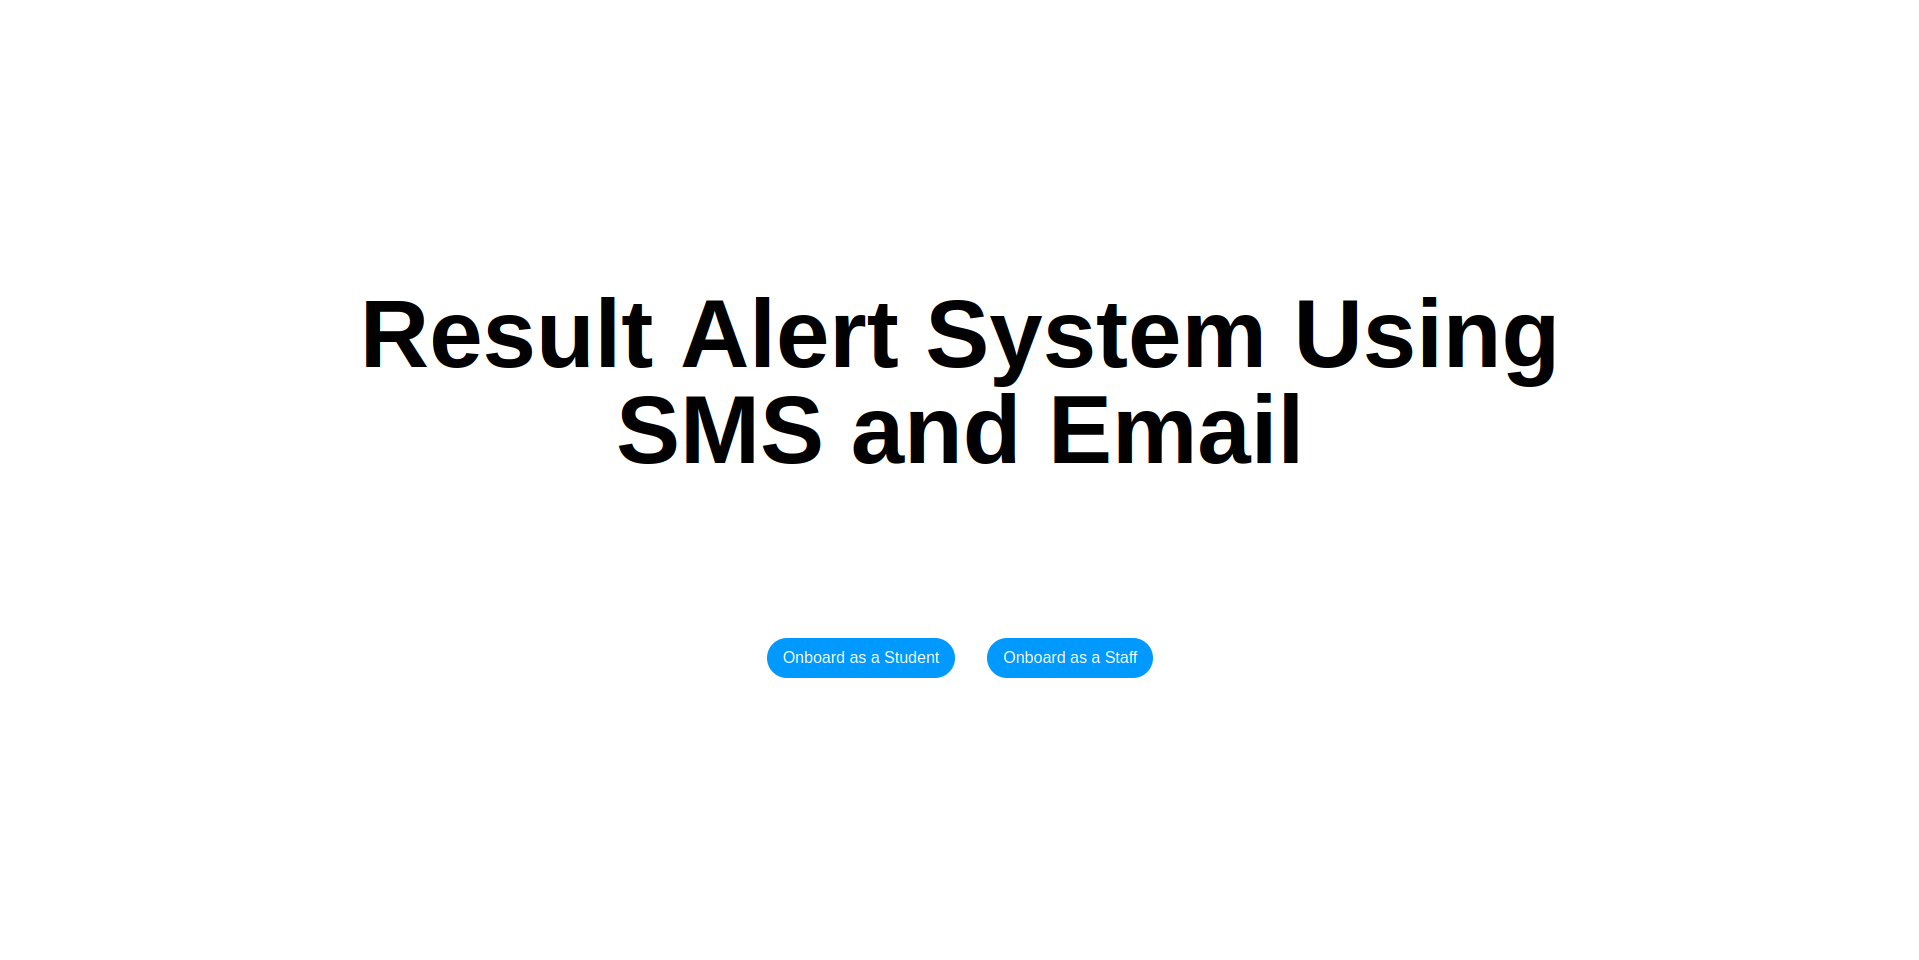 Result Alert System Using
SMS and Email
Onboard as a Student
Onboard as a Staff